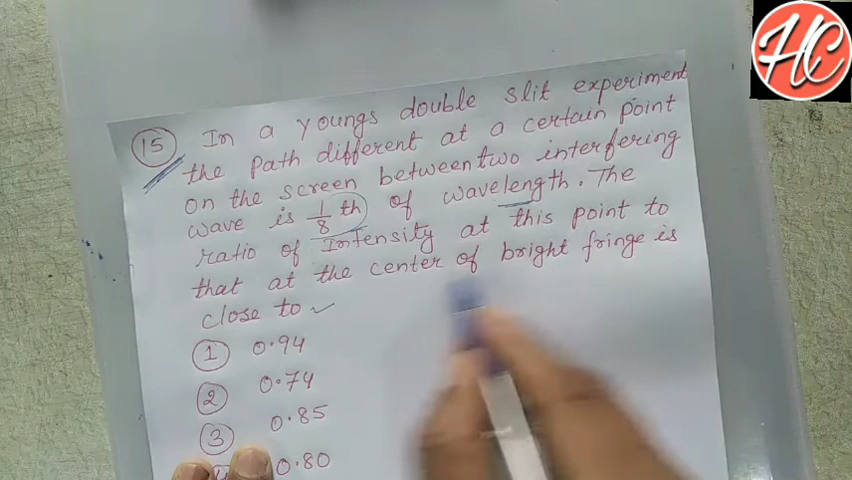 HC
15 In a youngs double slit experiment
the path different at a certain point
on the screen between two interfering
wave is 1/8 th of wavelength. The
ratio of Intensity at this point to
that at the center of bright fringe is
close to
1 0.94
2 0.74
3 0.85
0.80